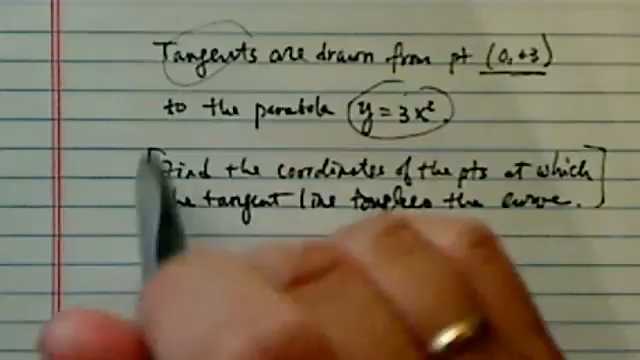 Tangents are drawn from pt (0, +3)
to the parabola y = 3x²
Find the coordinates of the pts at which
the tangent line touches the curve.